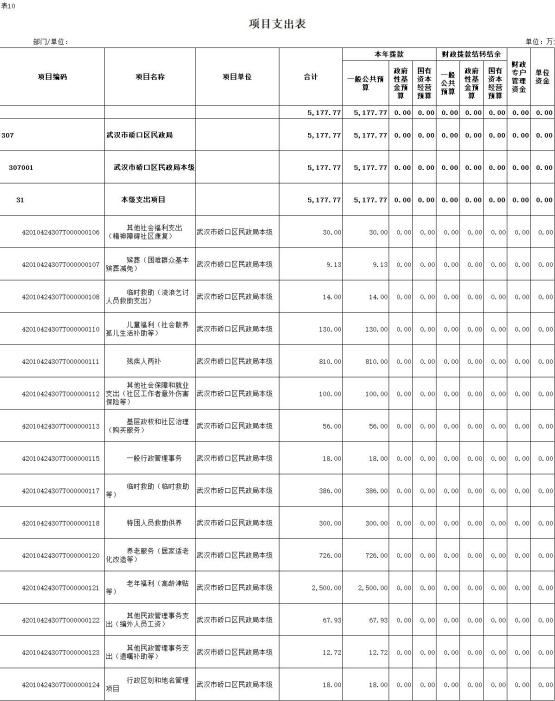 表10
项目支出表
部门/单位： 单位：万
项目编码 项目名称 项目单位 合计 本年拨款 财政拨款结转结余 财政专户管理资金 单位资金
一般公共预算 政府性基金预算 国有资本经营预算 一般公共预算 政府性基金预算 国有资本经营预算
5,177.77 5,177.77 0.00 0.00 0.00 0.00 0.00 0.00 0.00
307 武汉市硚口区民政局 5,177.77 5,177.77 0.00 0.00 0.00 0.00 0.00 0.00 0.00
307001 武汉市硚口区民政局本级 5,177.77 5,177.77 0.00 0.00 0.00 0.00 0.00 0.00 0.00
31 本级支出项目 5,177.77 5,177.77 0.00 0.00 0.00 0.00 0.00 0.00 0.00
42010424307T000000106 其他社会福利支出（精神障碍社区康复） 武汉市硚口区民政局本级 30.00 30.00 0.00 0.00 0.00 0.00 0.00 0.00 0.00
42010424307T000000107 殡葬（困难群众基本殡葬减免） 武汉市硚口区民政局本级 9.13 9.13 0.00 0.00 0.00 0.00 0.00 0.00 0.00
42010424307T000000108 临时救助（流浪乞讨人员救助支出） 武汉市硚口区民政局本级 14.00 14.00 0.00 0.00 0.00 0.00 0.00 0.00 0.00
42010424307T000000110 儿童福利（社会散养孤儿生活补助等） 武汉市硚口区民政局本级 130.00 130.00 0.00 0.00 0.00 0.00 0.00 0.00 0.00
42010424307T000000111 残疾人两补 武汉市硚口区民政局本级 810.00 810.00 0.00 0.00 0.00 0.00 0.00 0.00 0.00
42010424307T000000112 其他社会保障和就业支出（社区工作者意外伤害保险等） 武汉市硚口区民政局本级 100.00 100.00 0.00 0.00 0.00 0.00 0.00 0.00 0.00
42010424307T000000113 基层政权和社区治理（购买服务） 武汉市硚口区民政局本级 56.00 56.00 0.00 0.00 0.00 0.00 0.00 0.00 0.00
42010424307T000000115 一般行政管理事务 武汉市硚口区民政局本级 18.00 18.00 0.00 0.00 0.00 0.00 0.00 0.00 0.00
42010424307T000000117 临时救助（临时救助等） 武汉市硚口区民政局本级 386.00 386.00 0.00 0.00 0.00 0.00 0.00 0.00 0.00
42010424307T000000118 特困人员救助供养 武汉市硚口区民政局本级 300.00 300.00 0.00 0.00 0.00 0.00 0.00 0.00 0.00
42010424307T000000120 养老服务（居家适老化改造等） 武汉市硚口区民政局本级 726.00 726.00 0.00 0.00 0.00 0.00 0.00 0.00 0.00
42010424307T000000121 老年福利（高龄津贴等） 武汉市硚口区民政局本级 2,500.00 2,500.00 0.00 0.00 0.00 0.00 0.00 0.00 0.00
42010424307T000000122 其他民政管理事务支出（编外人员工资） 武汉市硚口区民政局本级 67.93 67.93 0.00 0.00 0.00 0.00 0.00 0.00 0.00
42010424307T000000123 其他民政管理事务支出（遗孀补助等） 武汉市硚口区民政局本级 12.72 12.72 0.00 0.00 0.00 0.00 0.00 0.00 0.00
42010424307T000000124 行政区划和地名管理项目 武汉市硚口区民政局本级 18.00 18.00 0.00 0.00 0.00 0.00 0.00 0.00 0.00